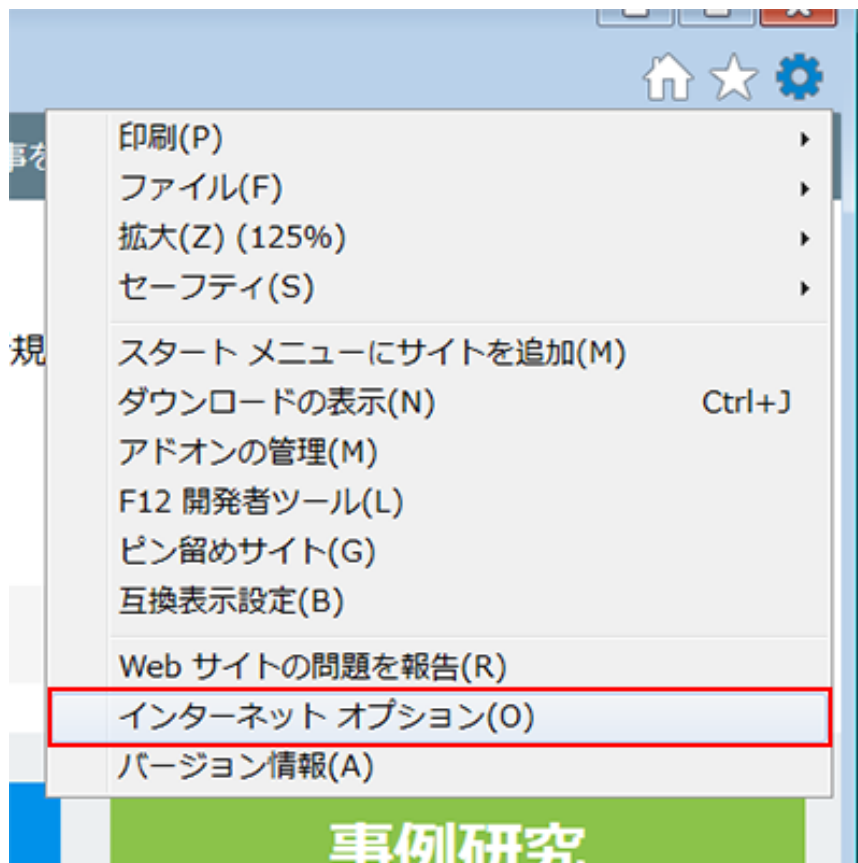 印刷(P)
事を
ファイル(F)
拡大(Z) (125%)
セーフティ(S)
規
スタート メニューにサイトを追加(M)
ダウンロードの表示(N) Ctrl+J
アドオンの管理(M)
F12 開発者ツール(L)
ピン留めサイト(G)
互換表示設定(B)
Web サイトの問題を報告(R)
インターネット オプション(O)
バージョン情報(A)
事例研究